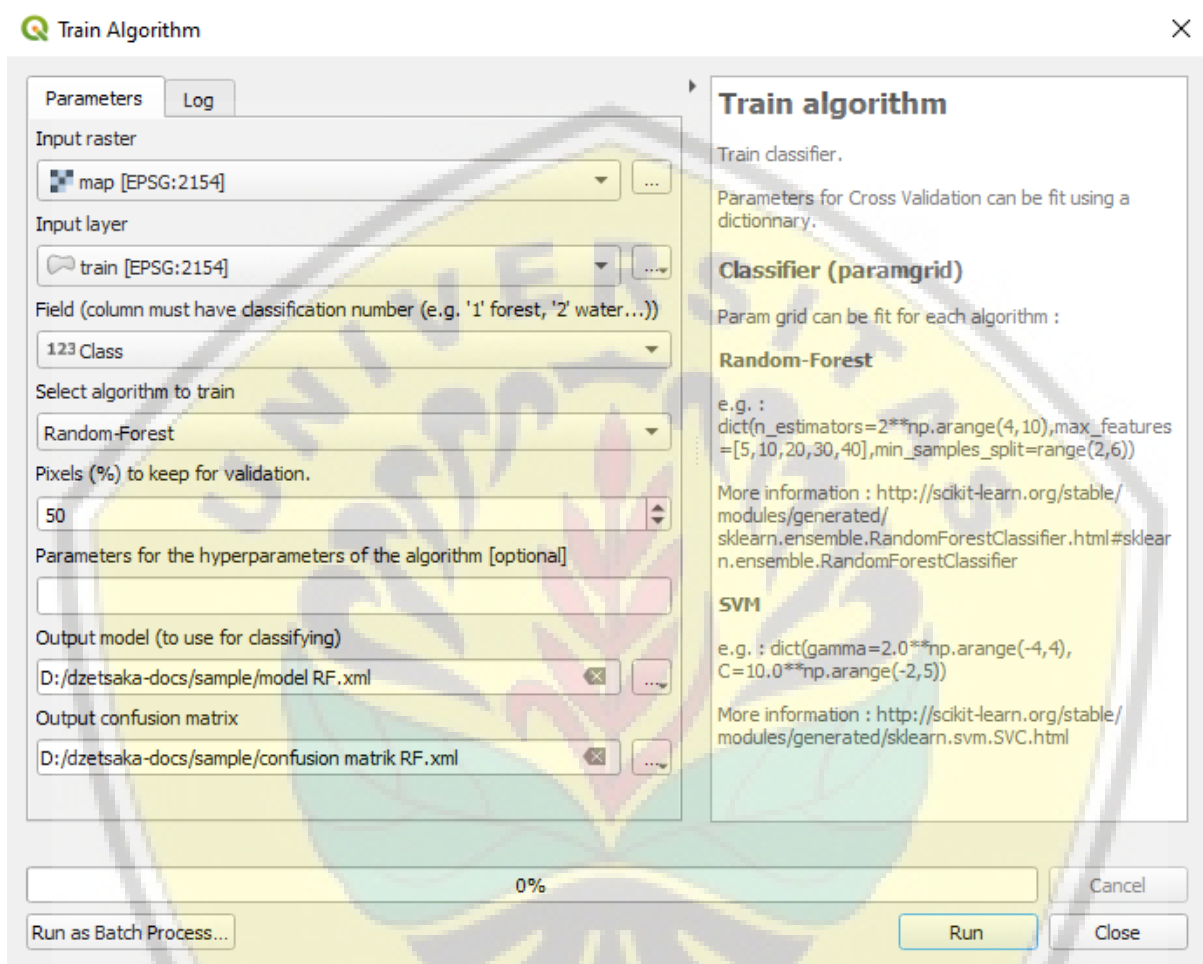 Train Algorithm
Parameters
Log
Input raster
map [EPSG:2154]
...
Input layer
train [EPSG:2154]
...
Field (column must have classification number (e.g. '1' forest, '2' water...))
123 Class
Select algorithm to train
Random-Forest
Pixels (%) to keep for validation.
50
Parameters for the hyperparameters of the algorithm [optional]
Output model (to use for classifying)
D:/dzetsaka-docs/sample/model RF.xml
...
Output confusion matrix
D:/dzetsaka-docs/sample/confusion matrik RF.xml
...
Train algorithm
Train classifier.
Parameters for Cross Validation can be fit using a
dictionnary.
Classifier (paramgrid)
Param grid can be fit for each algorithm :
Random-Forest
e.g. :
dict(n_estimators=2**np.arange(4,10),max_features
=[5,10,20,30,40],min_samples_split=range(2,6))
More information : http://scikit-learn.org/stable/
modules/generated/
sklearn.ensemble.RandomForestClassifier.html#sklear
n.ensemble.RandomForestClassifier
SVM
e.g. : dict(gamma=2.0**np.arange(-4,4),
C=10.0**np.arange(-2,5))
More information : http://scikit-learn.org/stable/
modules/generated/sklearn.svm.SVC.html
0%
Cancel
Run as Batch Process...
Run
Close
UNIVERSITAS